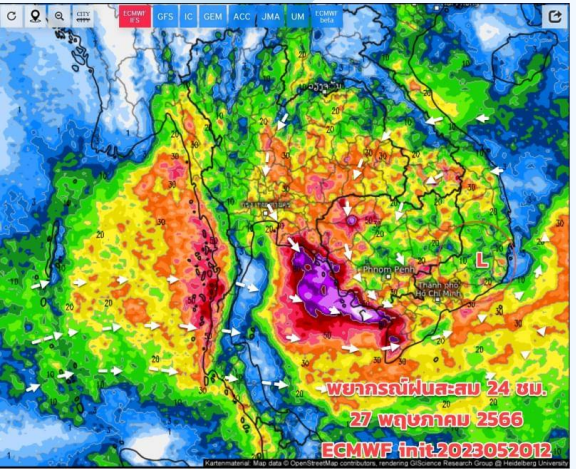 CITY
ECMWF IFS
GFS
IC
GEM
ACC
JMA
UM
ECMWF beta
Phnom Penh
Thành phố Hồ Chí Minh
L
พยากรณ์ฝนสะสม 24 ชม.
27 พฤษภาคม 2566
ECMWF init.2023052012
Kartenmaterial: Map data © OpenStreetMap contributors, rendering GIScience Research Group @ Heidelberg University